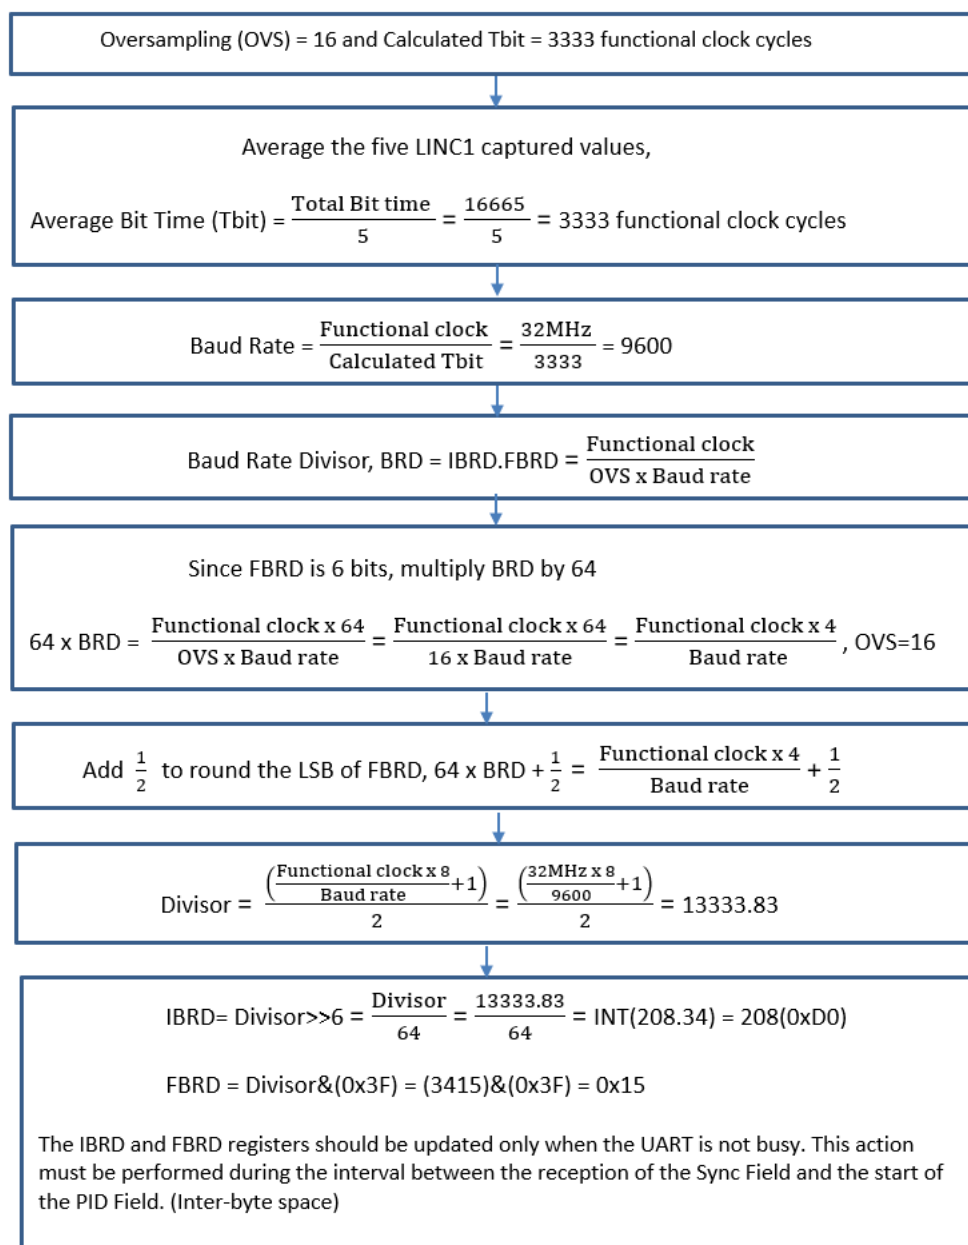 Oversampling (OVS) = 16 and Calculated Tbit = 3333 functional clock cycles
Average the five LINC1 captured values,
Average Bit Time (Tbit) = Total Bit time / 5 = 16665 / 5 = 3333 functional clock cycles
Baud Rate = Functional clock / Calculated Tbit = 32MHz / 3333 = 9600
Baud Rate Divisor, BRD = IBRD.FBRD = Functional clock / OVS x Baud rate
Since FBRD is 6 bits, multiply BRD by 64
64 x BRD = Functional clock x 64 / OVS x Baud rate = Functional clock x 64 / 16 x Baud rate = Functional clock x 4 / Baud rate , OVS=16
Add 1/2 to round the LSB of FBRD, 64 x BRD + 1/2 = Functional clock x 4 / Baud rate + 1/2
Divisor = (Functional clock x 8 / Baud rate +1) / 2 = (32MHz x 8 / 9600 +1) / 2 = 13333.83
IBRD= Divisor>>6 = Divisor / 64 = 13333.83 / 64 = INT(208.34) = 208(0xD0)
FBRD = Divisor&(0x3F) = (3415)&(0x3F) = 0x15
The IBRD and FBRD registers should be updated only when the UART is not busy. This action
must be performed during the interval between the reception of the Sync Field and the start of
the PID Field. (Inter-byte space)